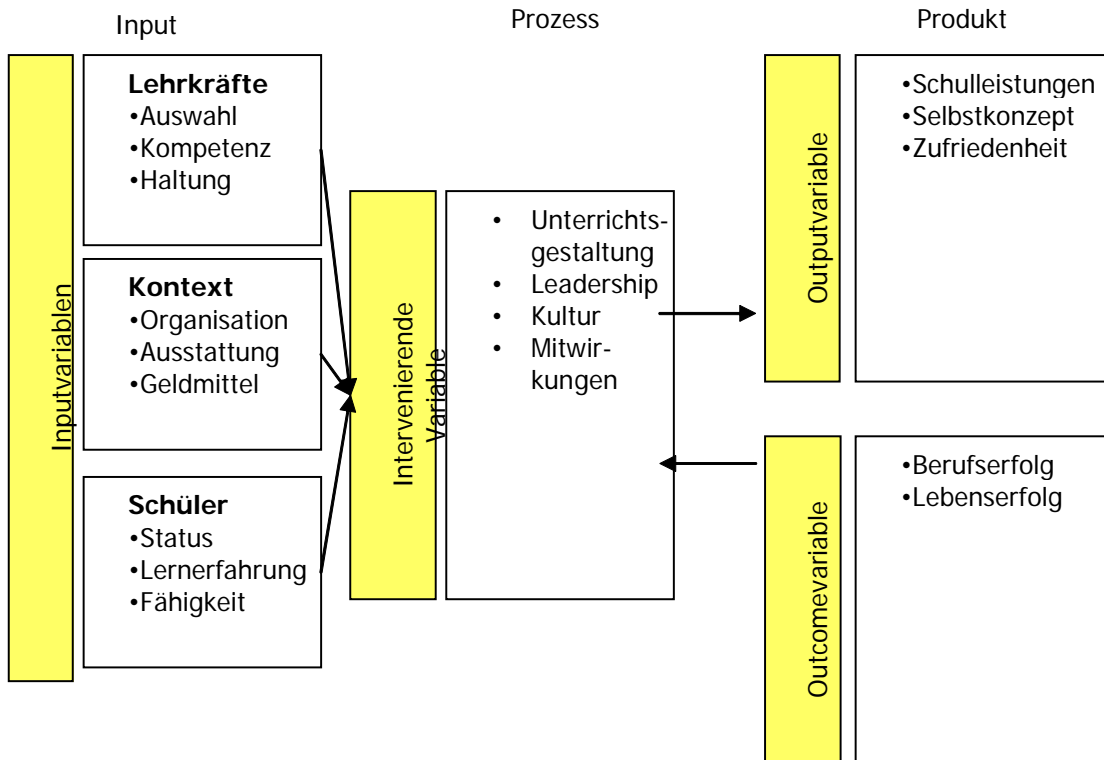 Input
Prozess
Produkt
Inputvariablen
Lehrkräfte
•Auswahl
•Kompetenz
•Haltung
Kontext
•Organisation
•Ausstattung
•Geldmittel
Schüler
•Status
•Lernerfahrung
•Fähigkeit
Intervenierende
Variable
• Unterrichts-
gestaltung
• Leadership
• Kultur
• Mitwir-
kungen
Outputvariable
•Schulleistungen
•Selbstkonzept
•Zufriedenheit
Outcomevariable
•Berufserfolg
•Lebenserfolg